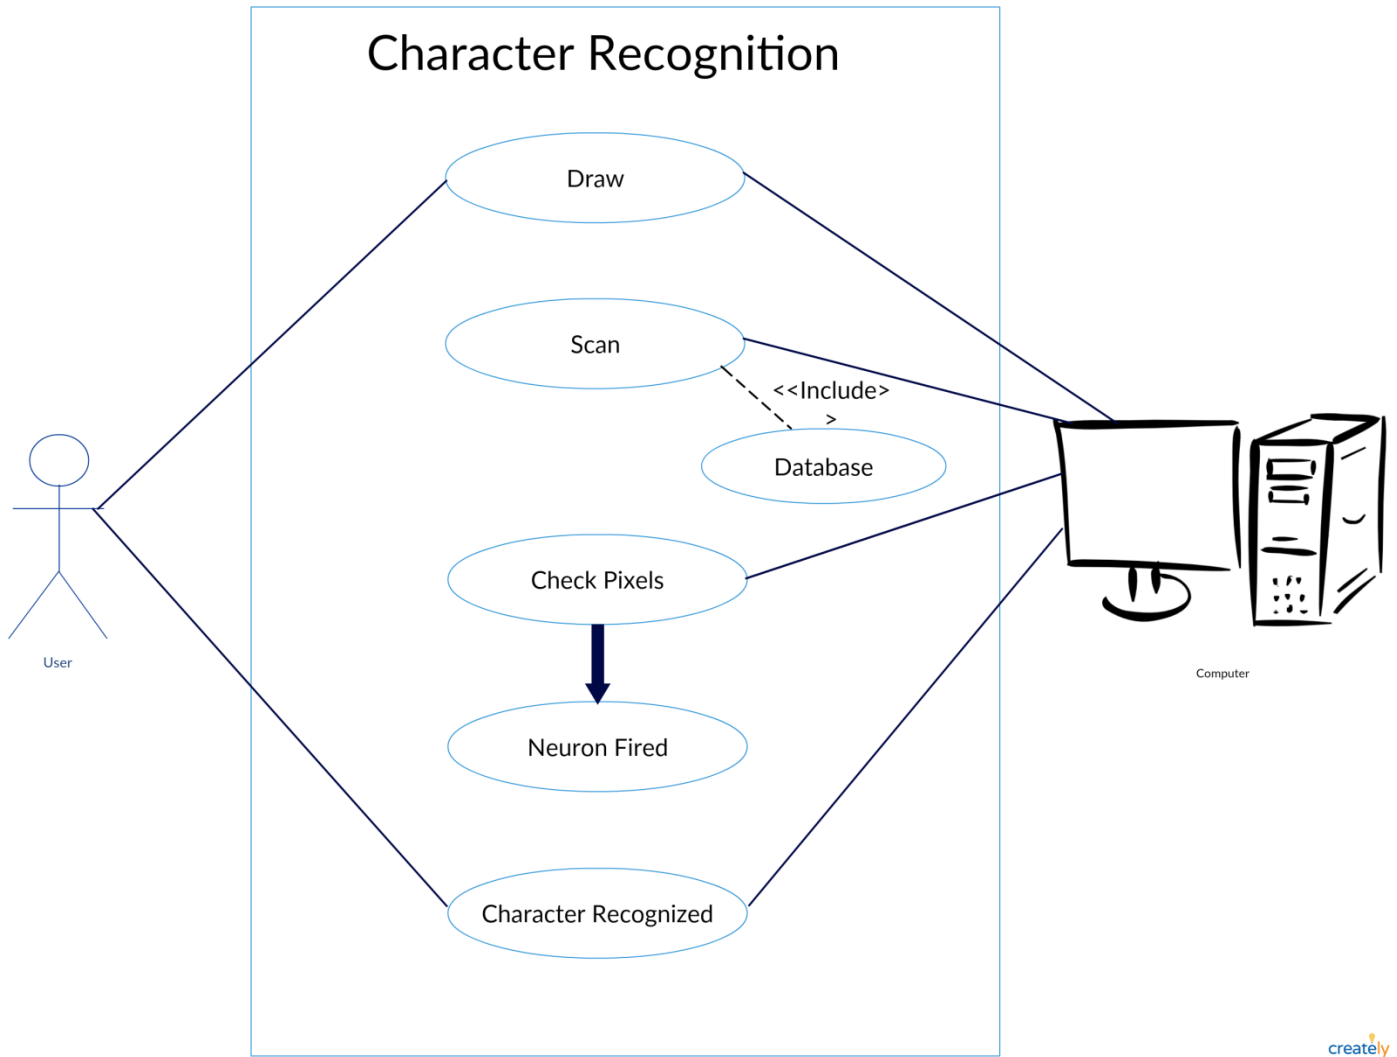 Character Recognition
Draw
Scan
<<Include>
>
Database
Check Pixels
User
Computer
Neuron Fired
Character Recognized
creately